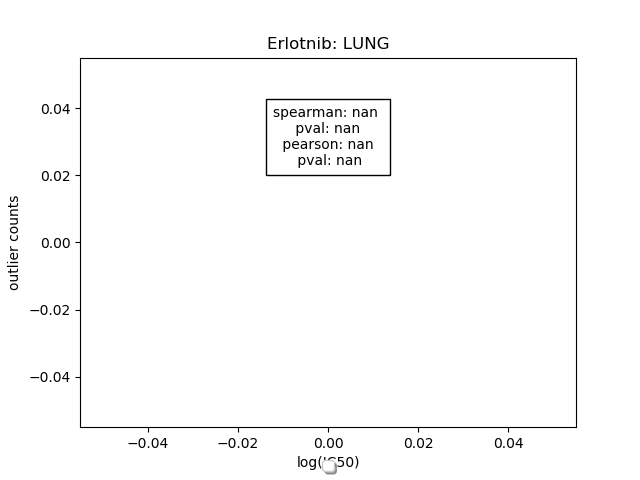 Erlotnib: LUNG
spearman: nan
pval: nan
pearson: nan
pval: nan
outlier counts
0.04
0.02
0.00
−0.02
−0.04
−0.04 −0.02 0.00 0.02 0.04